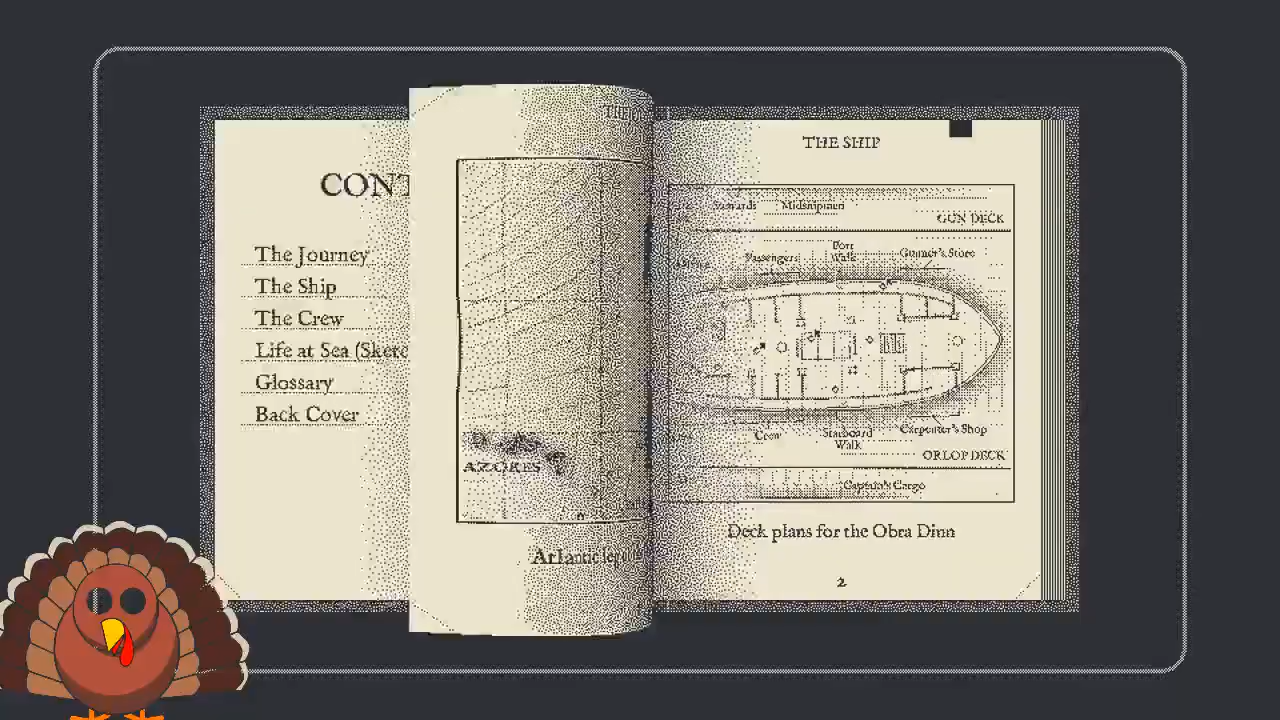 CONT
The Journey
The Ship
The Crew
Life at Sea (Sketc
Glossary
Back Cover
AZORES
Atlantic
THE SHIP
Midshipmen
GUN DECK
Passengers
Port
Walk
Gunner's Store
Crew
Starboard
Walk
Carpenter's Shop
ORLOP DECK
Captain's Cargo
Deck plans for the Obra Dinn
2